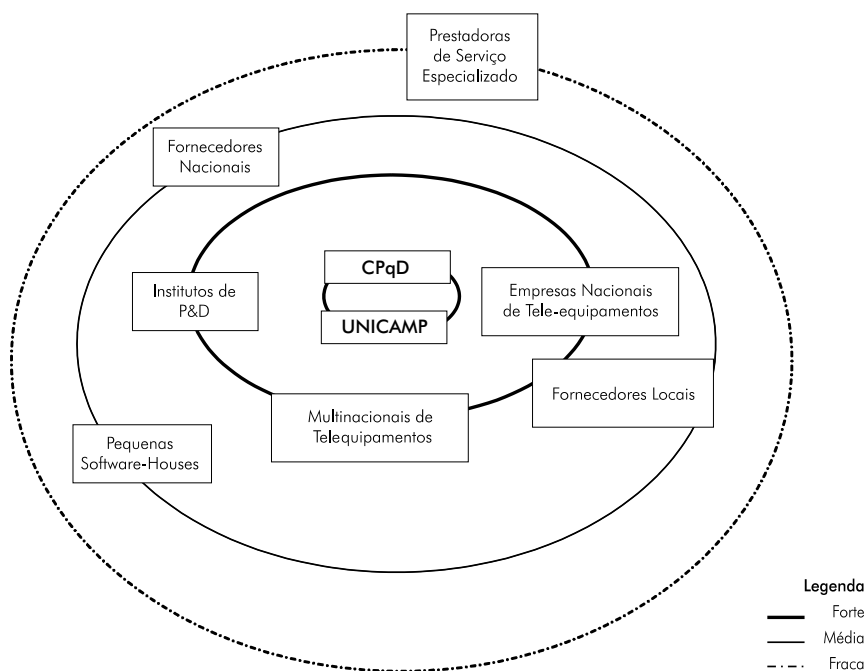 Prestadoras
de Serviço
Especializado
Fornecedores
Nacionais
CPqD
UNICAMP
Institutos de
P&D
Empresas Nacionais
de Tele-equipamentos
Fornecedores Locais
Multinacionais de
Telequipamentos
Pequenas
Software-Houses
Legenda
Forte
Média
Fraca